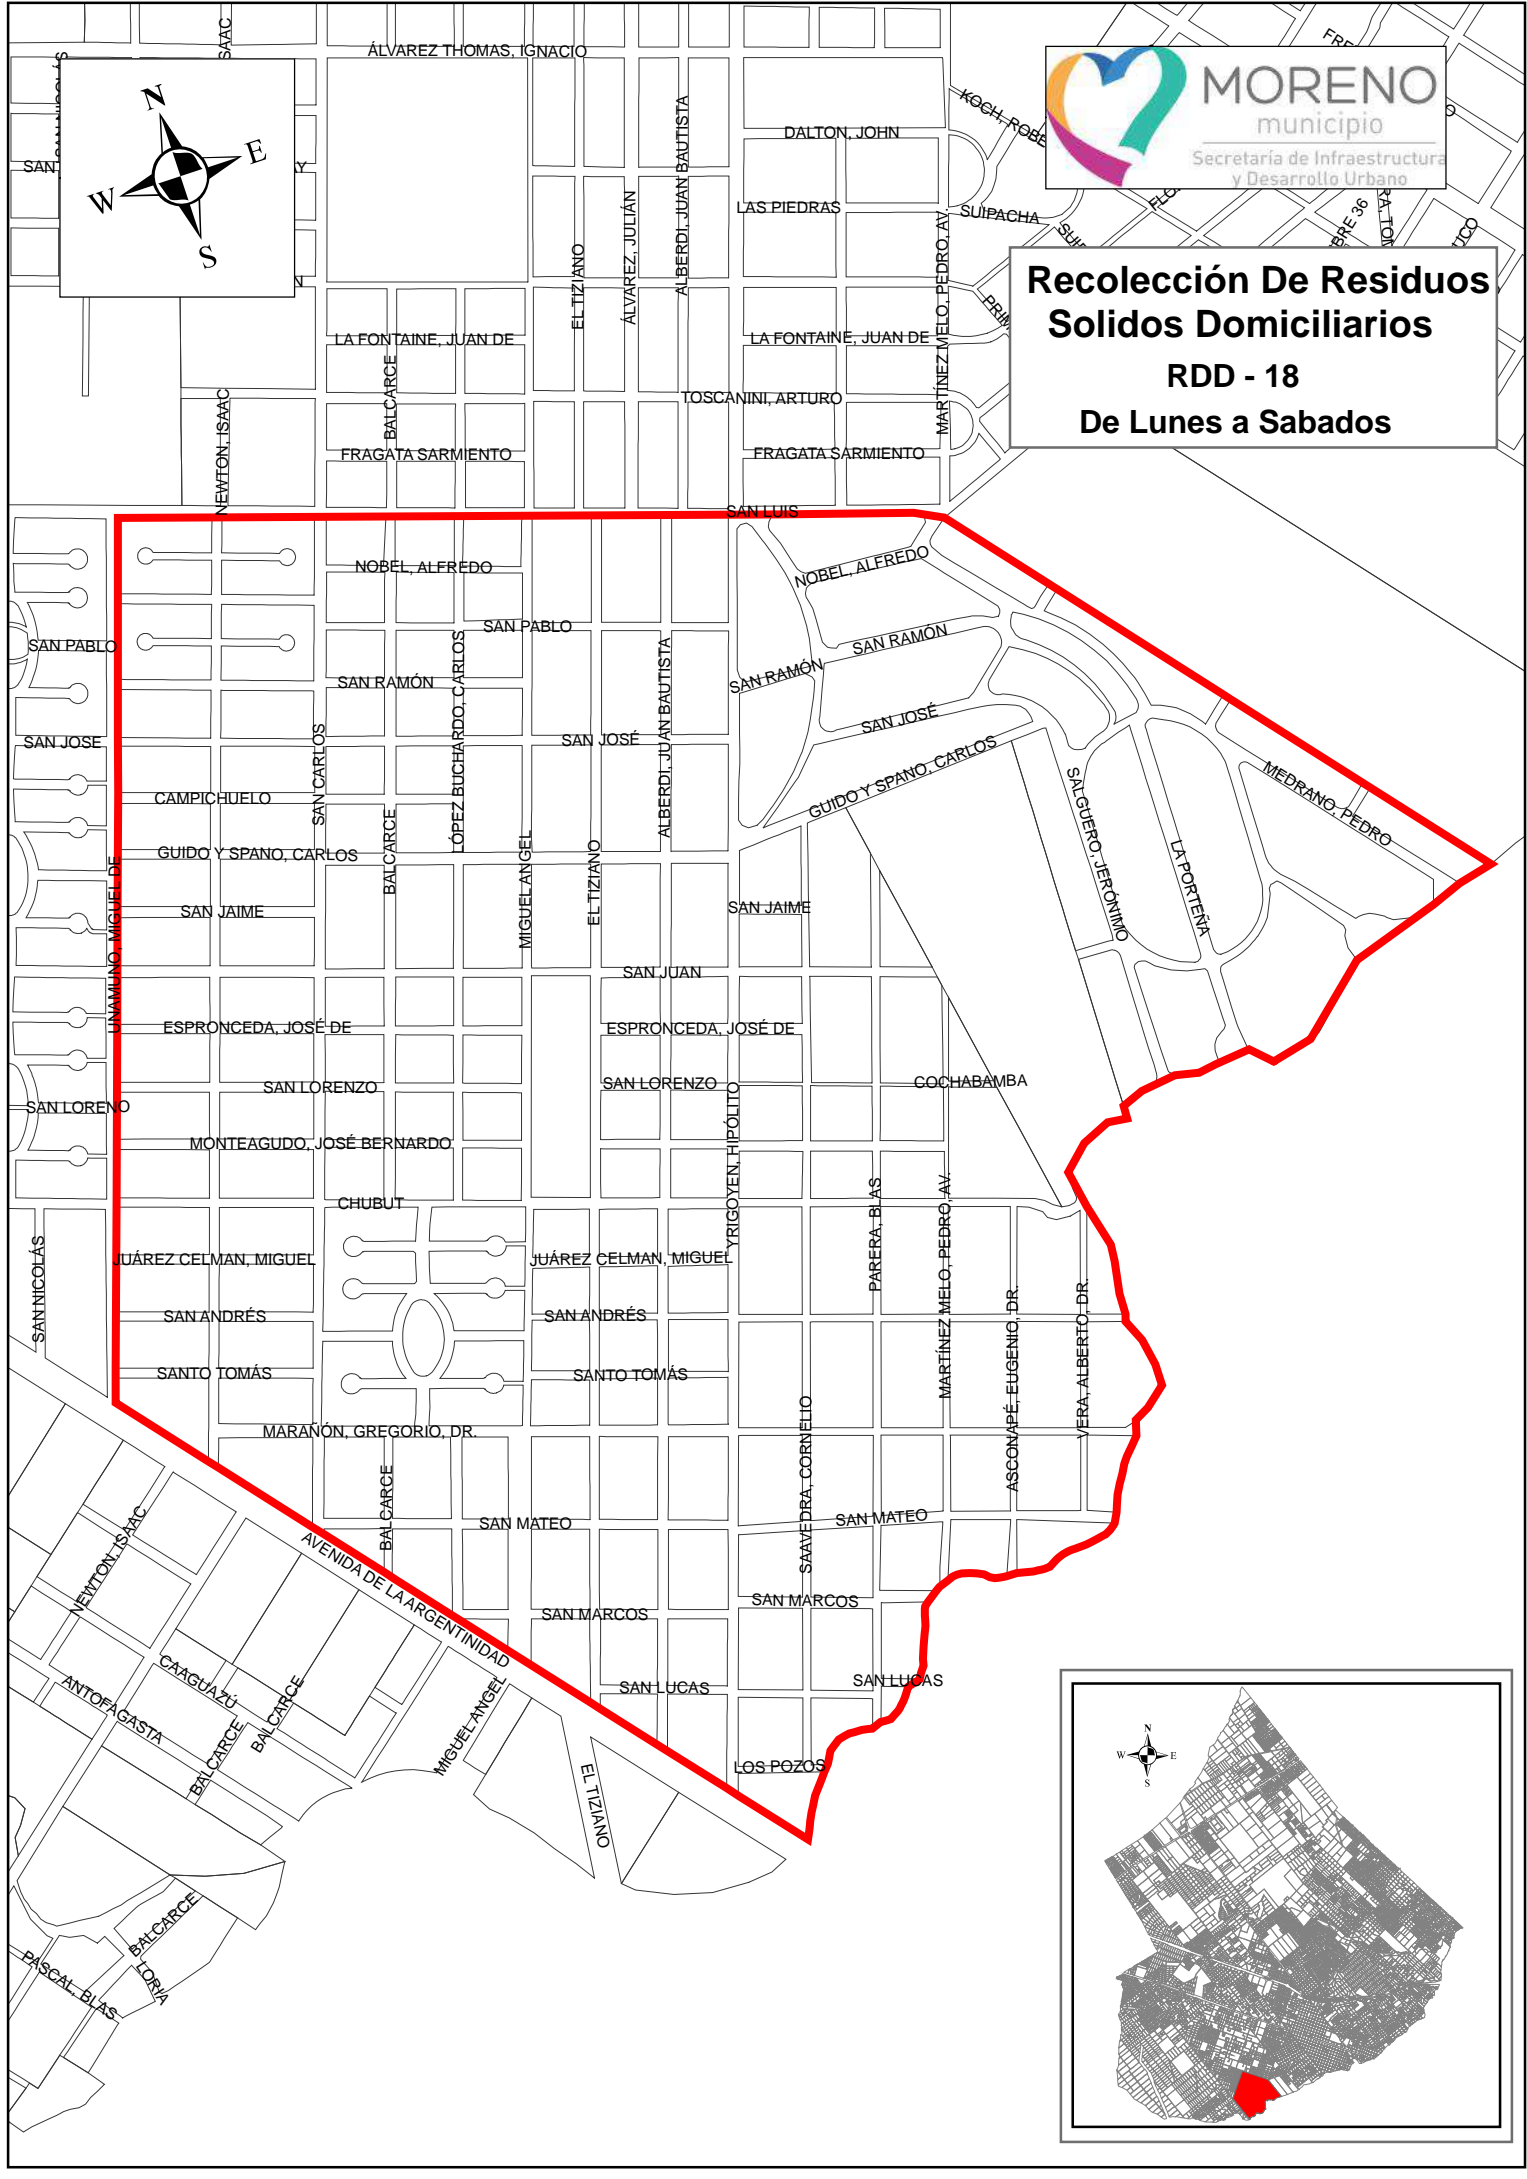 ÁLVAREZ THOMAS, IGNACIO
N
E
W
S
MORENO
municipio
Secretaría de Infraestructura
y Desarrollo Urbano
Recolección De Residuos
Solidos Domiciliarios
RDD - 18
De Lunes a Sabados
DALTON, JOHN
LAS PIEDRAS
SUIPACHA
ALBERDI, JUAN BAUTISTA
ÁLVAREZ, JULIÁN
EL TIZIANO
MARTÍNEZ MELO, PEDRO, AV.
LA FONTAINE, JUAN DE
LA FONTAINE, JUAN DE
BALCARCE
TOSCANINI, ARTURO
NEWTON, ISAAC
FRAGATA SARMIENTO
FRAGATA SARMIENTO
SAN LUIS
NOBEL, ALFREDO
NOBEL, ALFREDO
SAN PABLO
SAN PABLO
SAN RAMÓN
SAN RAMÓN
SAN RAMÓN
SAN JOSE
SAN JOSÉ
SAN JOSÉ
SAN CARLOS
LÓPEZ BUCHARDO, CARLOS
ALBERDI, JUAN BAUTISTA
GUIDO Y SPANO, CARLOS
MEDRANO, PEDRO
CAMPICHUELO
GUIDO Y SPANO, CARLOS
BALCARCE
MIGUEL ANGEL
EL TIZIANO
SALGUERO, JERÓNIMO
LA PORTEÑA
UNAMUNO, MIGUEL DE
SAN JAIME
SAN JAIME
SAN JUAN
ESPRONCEDA, JOSÉ DE
ESPRONCEDA, JOSÉ DE
SAN LORENZO
SAN LORENZO
COCHABAMBA
SAN LORENO
MONTEAGUDO, JOSÉ BERNARDO
YRIGOYEN, HIPÓLITO
CHUBUT
PARERA, BLAS
MARTÍNEZ MELO, PEDRO, AV.
SAN NICOLÁS
JUÁREZ CELMAN, MIGUEL
JUÁREZ CELMAN, MIGUEL
SAN ANDRÉS
SAN ANDRÉS
ASCONAPÉ, EUGENIO, DR.
VERA, ALBERTO, DR.
SANTO TOMÁS
SANTO TOMÁS
MARAÑÓN, GREGORIO, DR.
SAAVEDRA, CORNELIO
BALCARCE
SAN MATEO
SAN MATEO
AVENIDA DE LA ARGENTINIDAD
NEWTON, ISAAC
SAN MARCOS
SAN MARCOS
CAAGUAZÚ
ANTOFAGASTA
BALCARCE
BALCARCE
MIGUEL ANGEL
SAN LUCAS
SAN LUCAS
LOS POZOS
EL TIZIANO
BALCARCE
LORIA
PASCAL, BLAS
N
W
E
S